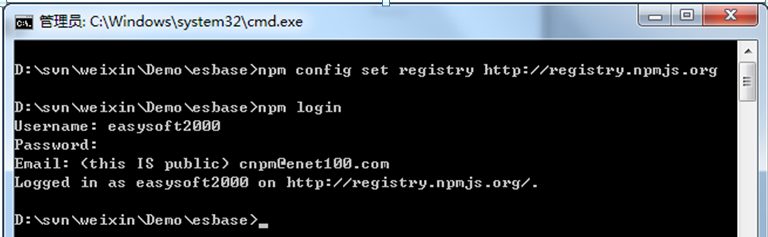 管理员: C:\Windows\system32\cmd.exe
D:\svn\weixin\Demo\esbase>npm config set registry http://registry.npmjs.org
D:\svn\weixin\Demo\esbase>npm login
Username: easysoft2000
Password:
Email: (this IS public) cnpm@enet100.com
Logged in as easysoft2000 on http://registry.npmjs.org/.
D:\svn\weixin\Demo\esbase>_